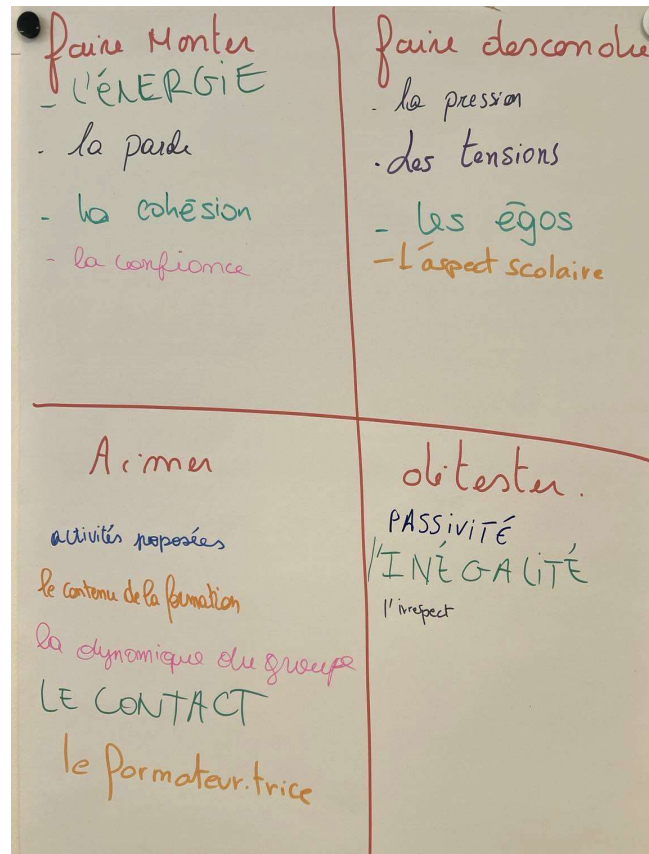 faire Monter
- l'éNERGiE
- la parole
- la cohésion
- la confiance
faire descendre
- la pression
- des tensions
- les égos
- L'aspect scolaire
Aimer
activités proposées
le contenu de la formation
la dynamique du groupe
LE CONTACT
le formateur.trice
détester.
PASSiViTÉ
l'INÉGALiTÉ
l'irrespect